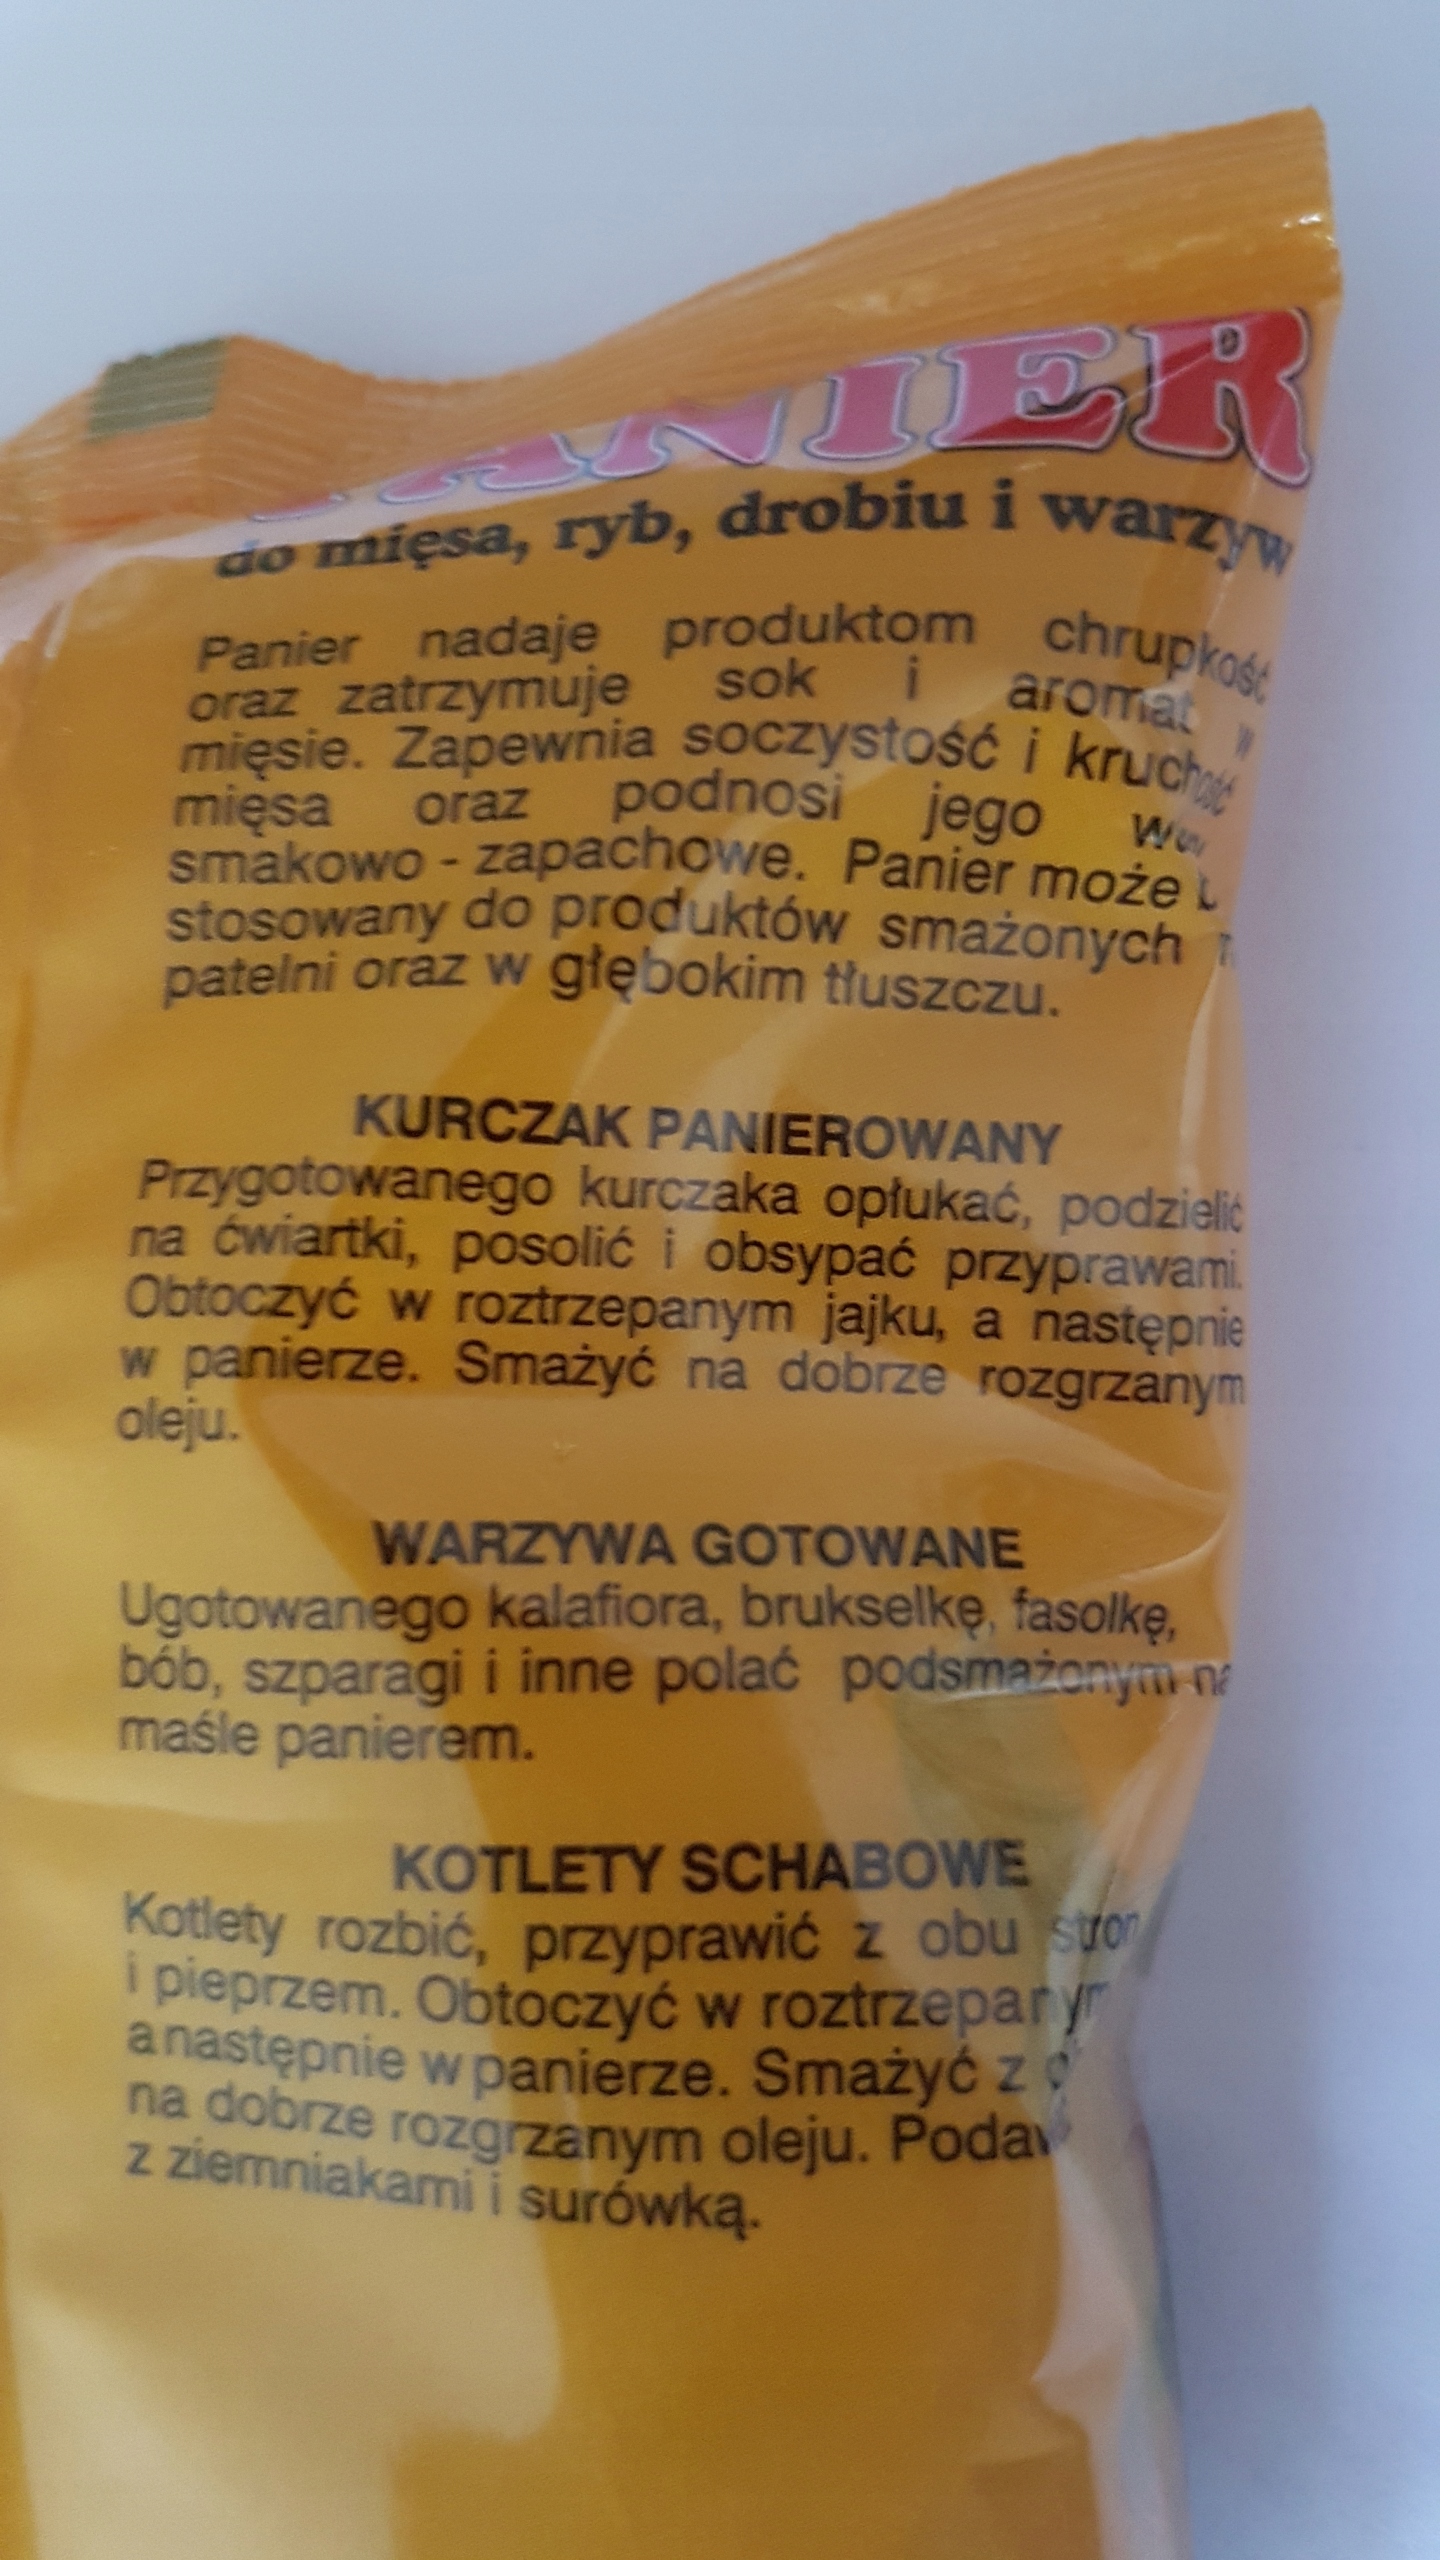 PANIER
do mięsa, ryb, drobiu i warzyw
Panier nadaje produktom chrupkość
oraz zatrzymuje sok i aromat w
mięsie. Zapewnia soczystość i kruchość
mięsa oraz podnosi jego
smakowo - zapachowe. Panier może
stosowany do produktów smażonych
patelni oraz w głębokim tłuszczu.
KURCZAK PANIEROWANY
Przygotowanego kurczaka opłukać, podzielić
na ćwiartki, posolić i obsypać przyprawami.
Obtoczyć w roztrzepanym jajku, a następnie
w panierze. Smażyć na dobrze rozgrzanym
oleju.
WARZYWA GOTOWANE
Ugotowanego kalafiora, brukselkę, fasolkę,
bób, szparagi i inne polać podsmażonym na
maśle panierem.
KOTLETY SCHABOWE
Kotlety rozbić, przyprawić z obu stron
i pieprzem. Obtoczyć w
a następnie w panierze. Smażyć z
na dobrze rozgrzanym oleju.
z ziemniakami i surówką.